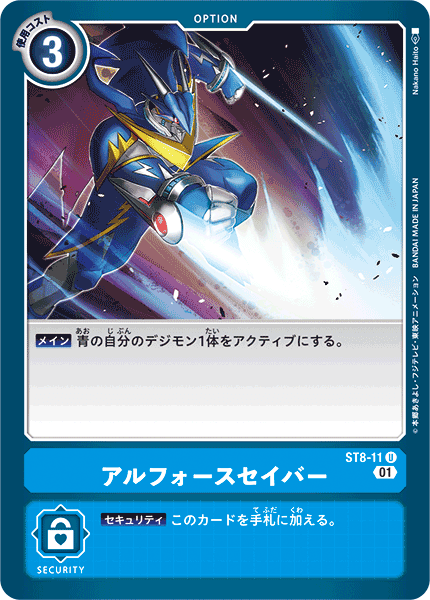 OPTION
使用コスト
3
Nakano Haito
©本郷あきよし・フジテレビ・東映アニメーション BANDAI MADE IN JAPAN
メイン 青の自分のデジモン1体をアクティブにする。
ST8-11 U
01
アルフォースセイバー
セキュリティ このカードを手札に加える。
SECURITY